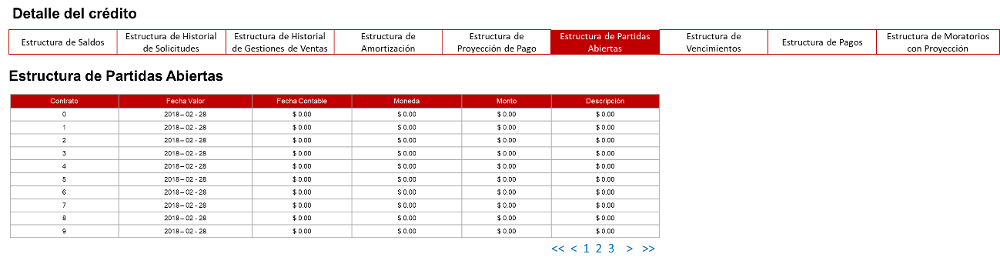 Detalle del crédito
Estructura de Saldos
Estructura de Historial
de Solicitudes
Estructura de Historial
de Gestiones de Ventas
Estructura de
Amortización
Estructura de
Proyección de Pago
Estructura de Partidas
Abiertas
Estructura de
Vencimientos
Estructura de Pagos
Estructura de Moratorios
con Proyección
Estructura de Partidas Abiertas
Contrato Fecha Valor Fecha Contable Moneda Monto Descripción
0 2018– 02 - 28 $ 0.00 $ 0.00 $ 0.00 $ 0.00
1 2018– 02 - 28 $ 0.00 $ 0.00 $ 0.00 $ 0.00
2 2018– 02 - 28 $ 0.00 $ 0.00 $ 0.00 $ 0.00
3 2018– 02 - 28 $ 0.00 $ 0.00 $ 0.00 $ 0.00
4 2018– 02 - 28 $ 0.00 $ 0.00 $ 0.00 $ 0.00
5 2018– 02 - 28 $ 0.00 $ 0.00 $ 0.00 $ 0.00
6 2018– 02 - 28 $ 0.00 $ 0.00 $ 0.00 $ 0.00
7 2018– 02 - 28 $ 0.00 $ 0.00 $ 0.00 $ 0.00
8 2018– 02 - 28 $ 0.00 $ 0.00 $ 0.00 $ 0.00
9 2018– 02 - 28 $ 0.00 $ 0.00 $ 0.00 $ 0.00
<< < 1 2 3 > >>